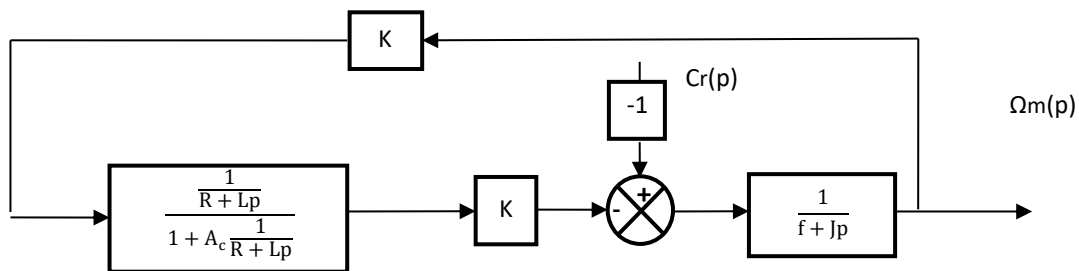 K
Cr(p)
-1
Ωm(p)
1
R + Lp
1 + A_c 1
R + Lp
K
+
-
1
f + Jp